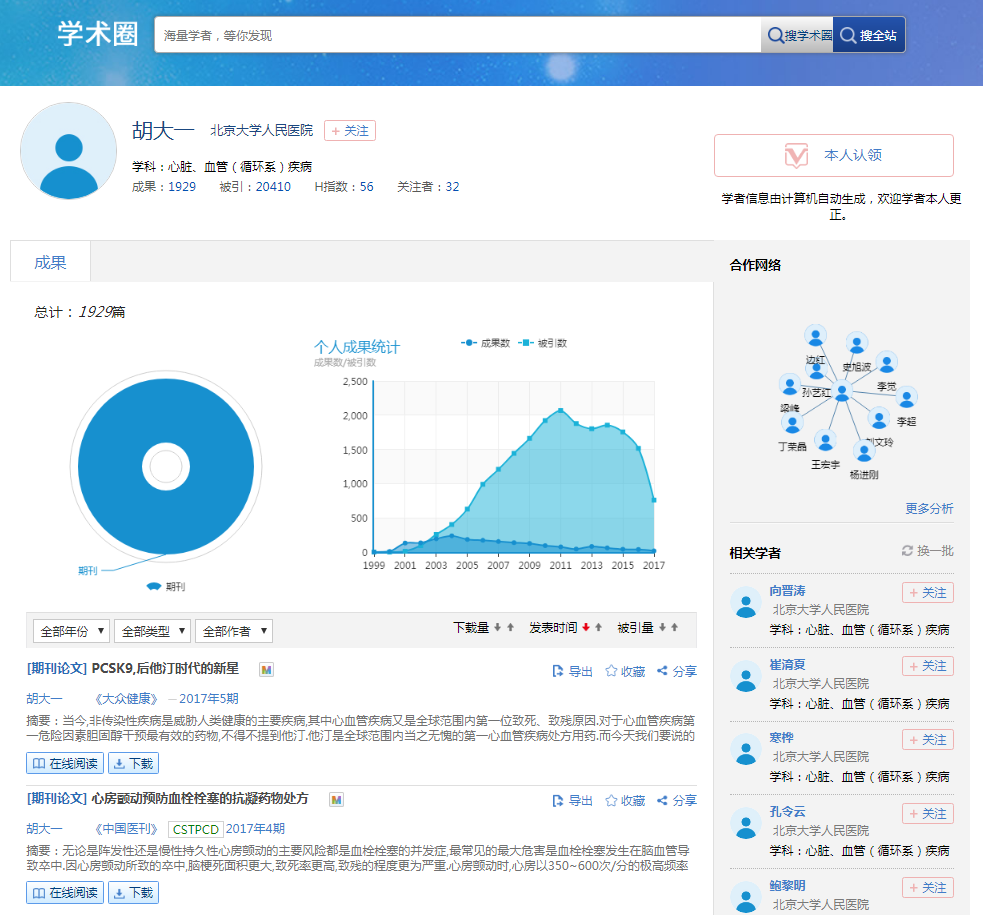 学术圈
海量学者，等你发现
搜学术圈
搜全站
胡大一 北京大学人民医院 + 关注
学科：心脏、血管（循环系）疾病
成果：1929 被引：20410 H指数：56 关注者：32
本人认领
学者信息由计算机自动生成，欢迎学者本人更
正。
成果
总计：1929篇
期刊
期刊
个人成果统计
成果数/被引数
成果数 被引数
2,500
2,000
1,500
1,000
500
0
1999 2001 2003 2005 2007 2009 2011 2013 2015 2017
全部年份 全部类型 全部作者 下载量 发表时间 被引量
[期刊论文] PCSK9,后他汀时代的新星 M 导出 收藏 分享
胡大一 《大众健康》 — 2017年5期
摘要：当今,非传染性疾病是威胁人类健康的主要疾病,其中心血管疾病又是全球范围内第一位致死、致残原因.对于心血管疾病第
一危险因素胆固醇干预最有效的药物,不得不提到他汀.他汀是全球范围内当之无愧的第一心血管疾病处方用药.而今天我们要说的
在线阅读 下载
[期刊论文] 心房颤动预防血栓栓塞的抗凝药物处方 M 导出 收藏 分享
胡大一 《中国医刊》 CSTPCD 2017年4期
摘要：无论是阵发性还是慢性持久性心房颤动的主要风险都是血栓栓塞的并发症,最常见的最大危害是血栓栓塞发生在脑血管导
致卒中.因心房颤动所致的卒中,脑梗死面积更大,致死率更高,致残的程度更为严重.心房颤动时,心房以350~600次/分的极高频率
在线阅读 下载
合作网络
边红
史旭波
孙艺红
李觉
梁峰
李超
丁荣晶
刘文玲
王宏宇
杨进刚
更多分析
相关学者 换一批
向晋涛 + 关注
北京大学人民医院
学科：心脏、血管（循环系）疾病
崔淯夏 + 关注
北京大学人民医院
学科：心脏、血管（循环系）疾病
寒桦 + 关注
北京大学人民医院
学科：心脏、血管（循环系）疾病
孔令云 + 关注
北京大学人民医院
学科：心脏、血管（循环系）疾病
鲍黎明 + 关注
北京大学人民医院